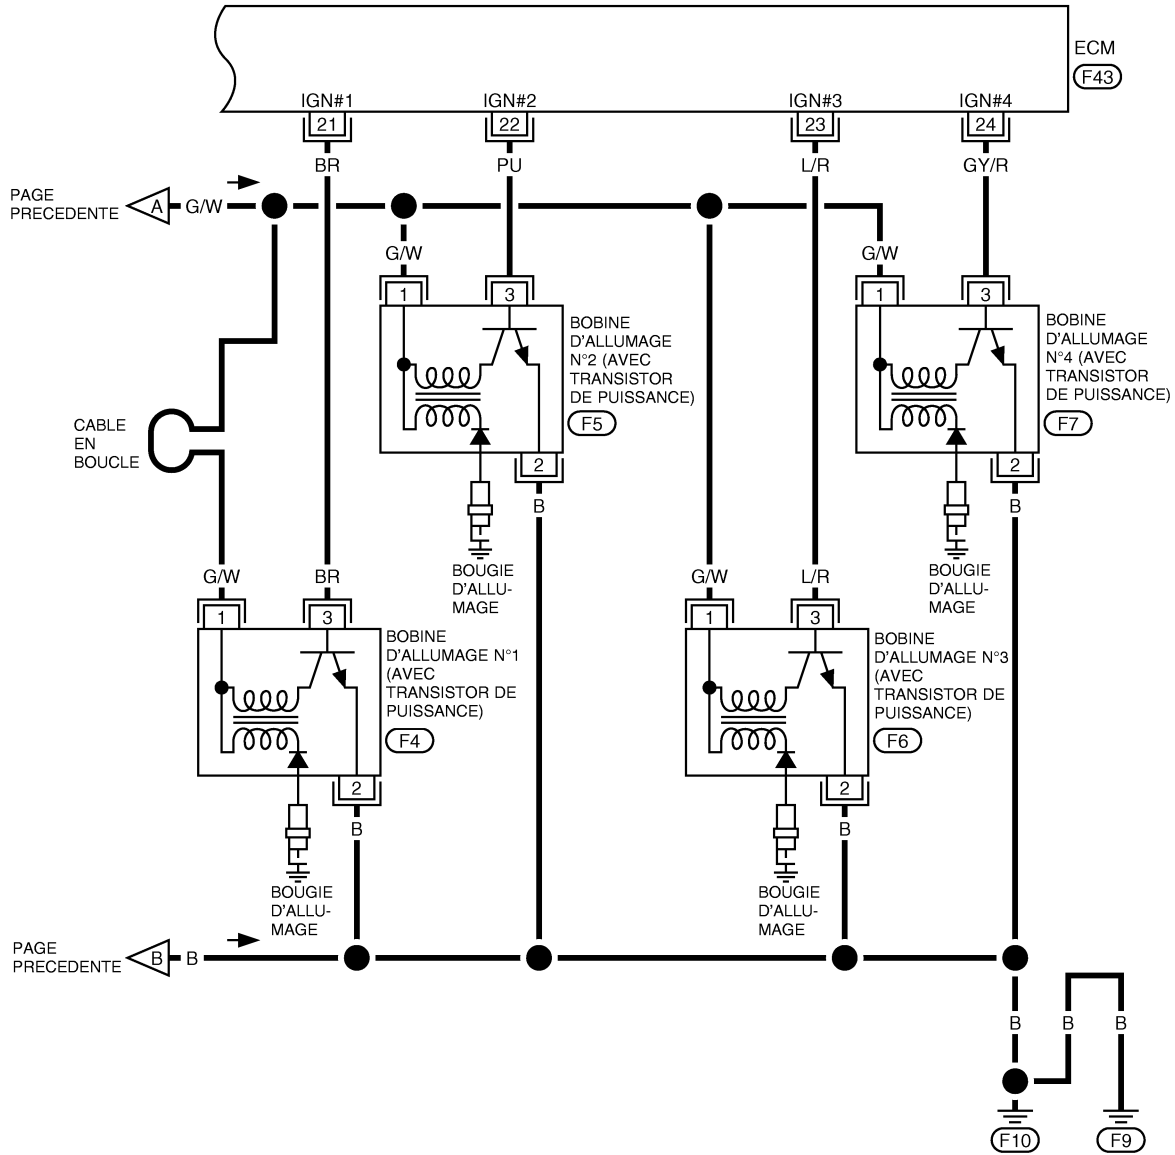 ECM
F43
IGN#1
IGN#2
IGN#3
IGN#4
21
22
23
24
BR
PU
L/R
GY/R
PAGE
PRECEDENTE
A
G/W
G/W
G/W
1
3
1
3
BOBINE
D'ALLUMAGE
N°2 (AVEC
TRANSISTOR
DE PUISSANCE)
F5
BOBINE
D'ALLUMAGE
N°4 (AVEC
TRANSISTOR
DE PUISSANCE)
F7
CABLE
EN
BOUCLE
2
2
B
B
BOUGIE
D'ALLU-
MAGE
BOUGIE
D'ALLU-
MAGE
G/W
BR
G/W
L/R
1
3
1
3
BOBINE
D'ALLUMAGE N°1
(AVEC
TRANSISTOR DE
PUISSANCE)
F4
BOBINE
D'ALLUMAGE N°3
(AVEC
TRANSISTOR DE
PUISSANCE)
F6
2
2
B
B
BOUGIE
D'ALLU-
MAGE
BOUGIE
D'ALLU-
MAGE
PAGE
PRECEDENTE
B
B
B
B
B
F10
F9